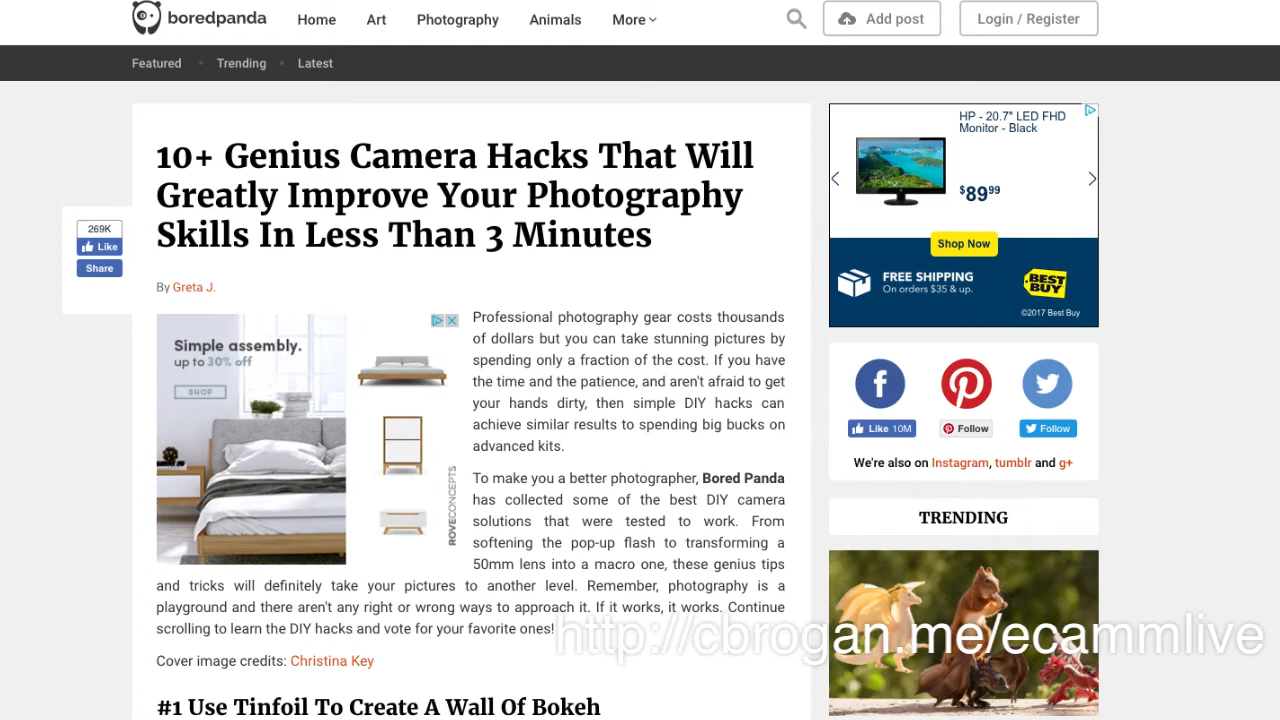 boredpanda
Home
Art
Photography
Animals
More
Add post
Login / Register
Featured • Trending • Latest
10+ Genius Camera Hacks That Will
Greatly Improve Your Photography
Skills In Less Than 3 Minutes
269K
Like
Share
By Greta J.
Simple assembly.
up to 30% off
SHOP
ROVECONCEPTS
Professional photography gear costs thousands
of dollars but you can take stunning pictures by
spending only a fraction of the cost. If you have
the time and the patience, and aren't afraid to get
your hands dirty, then simple DIY hacks can
achieve similar results to spending big bucks on
advanced kits.
To make you a better photographer, Bored Panda
has collected some of the best DIY camera
solutions that were tested to work. From
softening the pop-up flash to transforming a
50mm lens into a macro one, these genius tips
and tricks will definitely take your pictures to another level. Remember, photography is a
playground and there aren't any right or wrong ways to approach it. If it works, it works. Continue
scrolling to learn the DIY hacks and vote for your favorite ones!
Cover image credits: Christina Key
#1 Use Tinfoil To Create A Wall Of Bokeh
HP - 20.7" LED FHD
Monitor - Black
$89.99
Shop Now
FREE SHIPPING
On orders $35 & up.
BEST BUY
©2017 Best Buy
Like 10M
Follow
Follow
We're also on Instagram, tumblr and g+
TRENDING
http://cbrogan.me/ecammlive